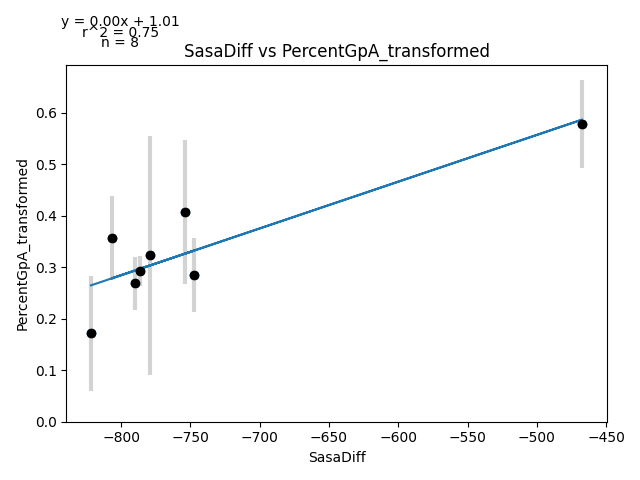 y = 0.00x + 1.01
r^2 = 0.75
n = 8
SasaDiff vs PercentGpA_transformed
PercentGpA_transformed
0.6
0.5
0.4
0.3
0.2
0.1
0.0
−800
−750
−700
−650
−600
−550
−500
−450
SasaDiff